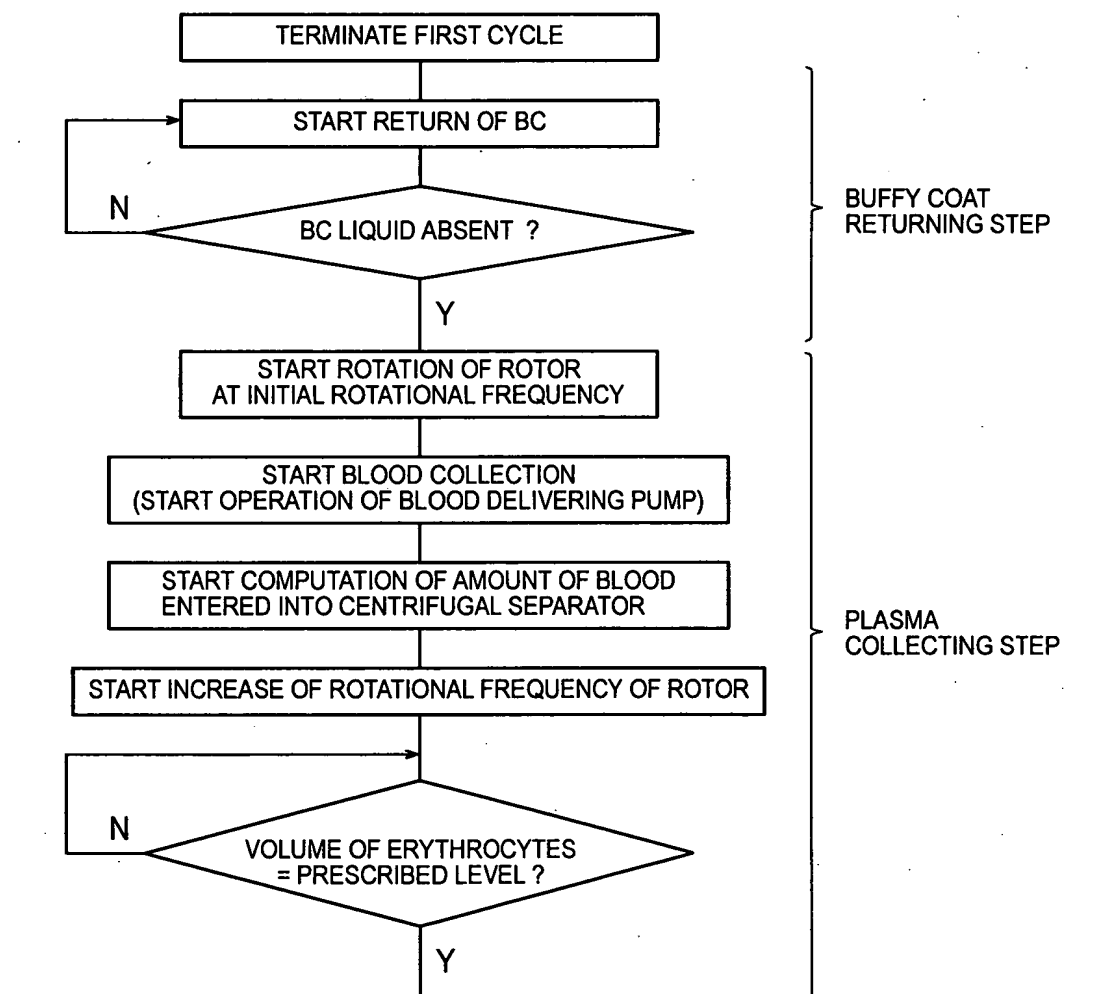 TERMINATE FIRST CYCLE
START RETURN OF BC
N
BC LIQUID ABSENT ?
Y
BUFFY COAT
RETURNING STEP
START ROTATION OF ROTOR
AT INITIAL ROTATIONAL FREQUENCY
START BLOOD COLLECTION
(START OPERATION OF BLOOD DELIVERING PUMP)
START COMPUTATION OF AMOUNT OF BLOOD
ENTERED INTO CENTRIFUGAL SEPARATOR
PLASMA
COLLECTING STEP
START INCREASE OF ROTATIONAL FREQUENCY OF ROTOR
N
VOLUME OF ERYTHROCYTES
= PRESCRIBED LEVEL ?
Y